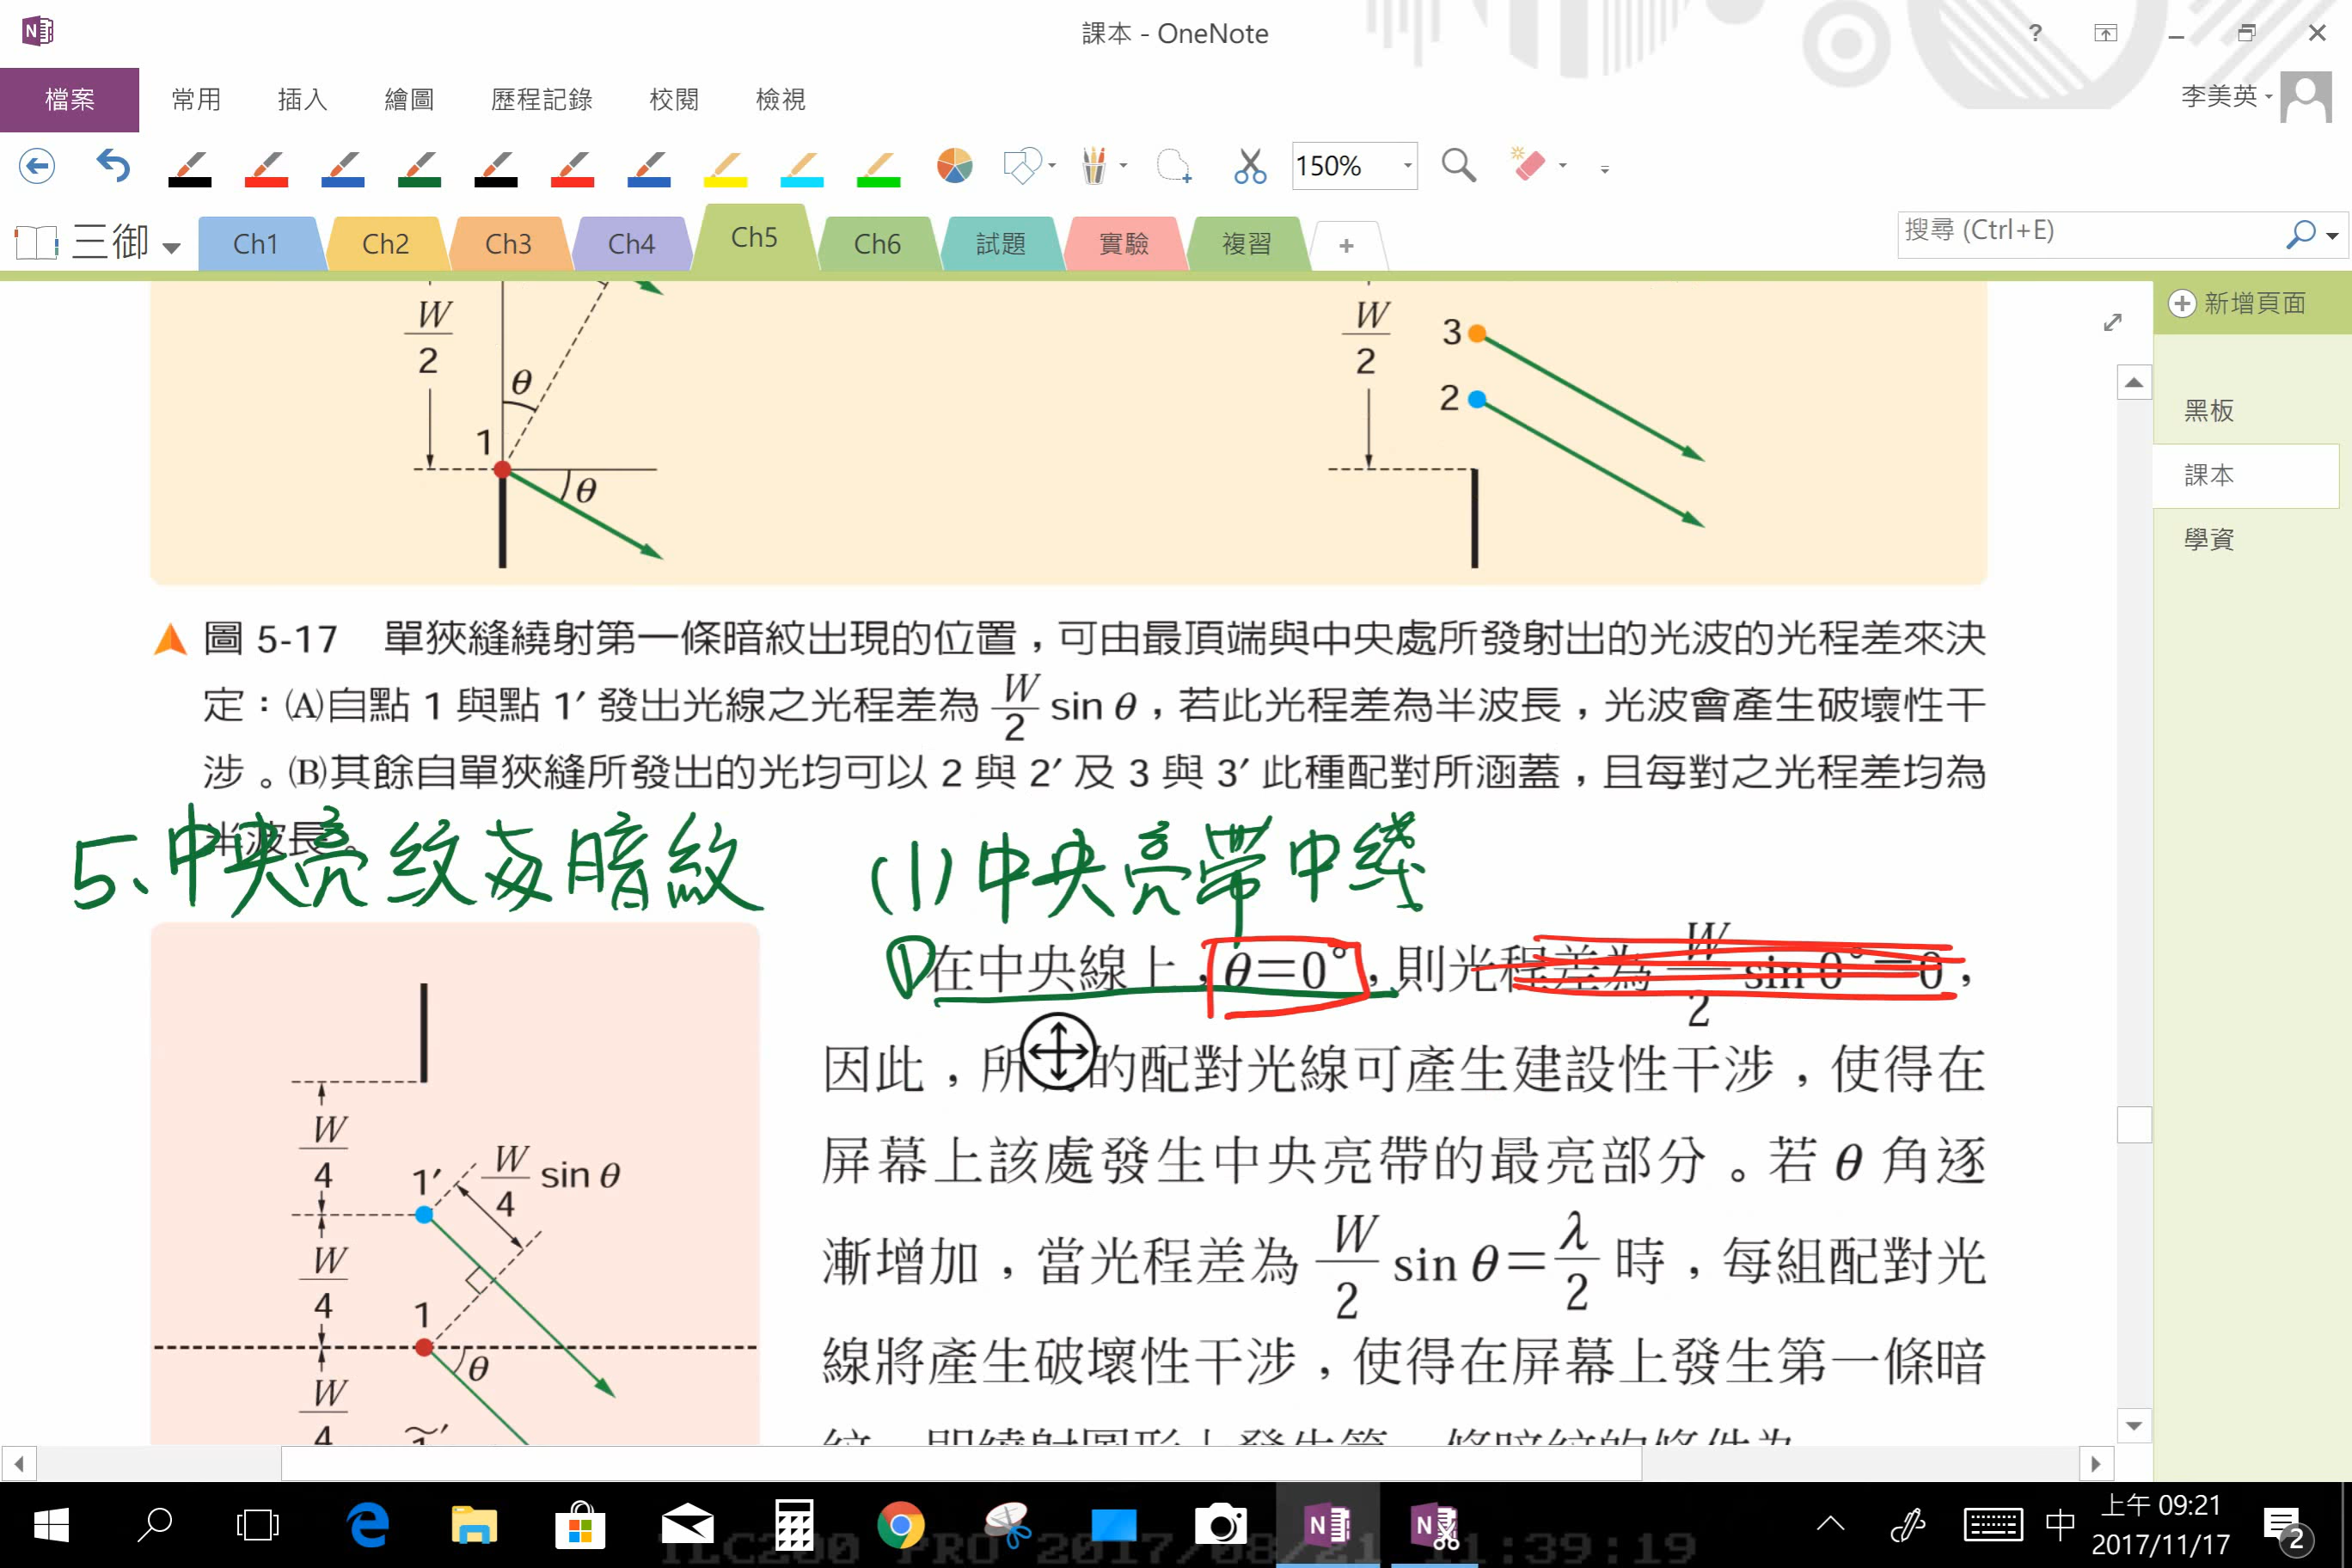 課本 - OneNote
檔案 常用 插入 繪圖 歷程記錄 校閱 檢視
李美英
150%
三御 Ch1 Ch2 Ch3 Ch4 Ch5 Ch6 試題 實驗 複習 +
搜尋 (Ctrl+E)
新增頁面
黑板
課本
學資
W/2
θ
1
θ
W/2
3
2
圖 5-17 單狹縫繞射第一條暗紋出現的位置，可由最頂端與中央處所發射出的光波的光程差來決
定：(A)自點 1 與點 1′ 發出光線之光程差為 W/2 sin θ，若此光程差為半波長，光波會產生破壞性干
涉。(B)其餘自單狹縫所發出的光均可以 2 與 2′ 及 3 與 3′ 此種配對所涵蓋，且每對之光程差均為
半波長。
5、中央亮紋及暗紋 (1)中央亮帶中线
①在中央線上，θ＝0°，則光程差為 W/2 sin 0°＝0，
因此，所的配對光線可產生建設性干涉，使得在
屏幕上該處發生中央亮帶的最亮部分。若 θ 角逐
漸增加，當光程差為 W/2 sin θ＝λ/2 時，每組配對光
線將產生破壞性干涉，使得在屏幕上發生第一條暗
W/4
1′
W/4 sin θ
W/4
1
θ
W/4
上午 09:21
中
2017/11/17
2
ILC200 PRO 2017/08/21 11:39:19